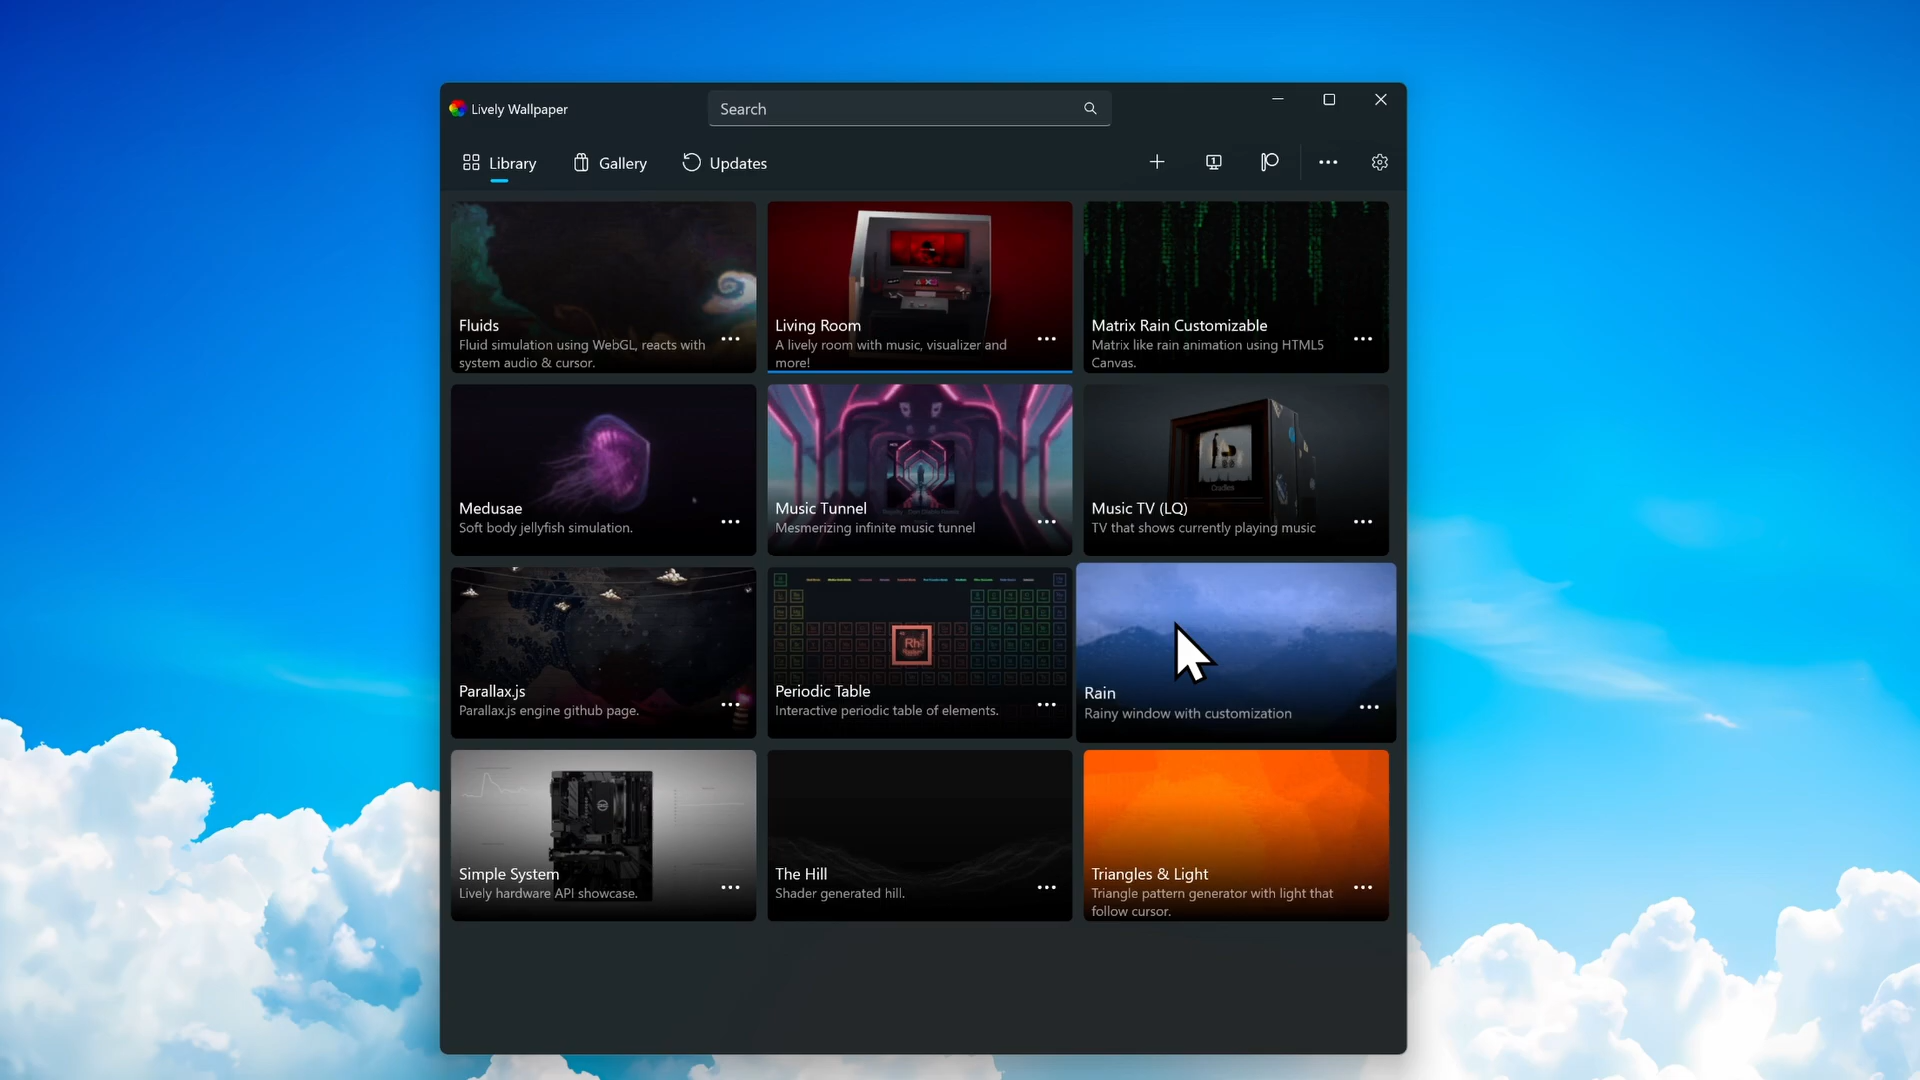 Lively Wallpaper
Search
Library
Gallery
Updates
Fluids
Fluid simulation using WebGL, reacts with
system audio & cursor.
Living Room
A lively room with music, visualizer and
more!
Matrix Rain Customizable
Matrix like rain animation using HTML5
Canvas.
Medusae
Soft body jellyfish simulation.
Music Tunnel
Mesmerizing infinite music tunnel
Cradles
Music TV (LQ)
TV that shows currently playing music
Parallax.js
Parallax.js engine github page.
Rh
Periodic Table
Interactive periodic table of elements.
Rain
Rainy window with customization
Simple System
Lively hardware API showcase.
The Hill
Shader generated hill.
Triangles & Light
Triangle pattern generator with light that
follow cursor.